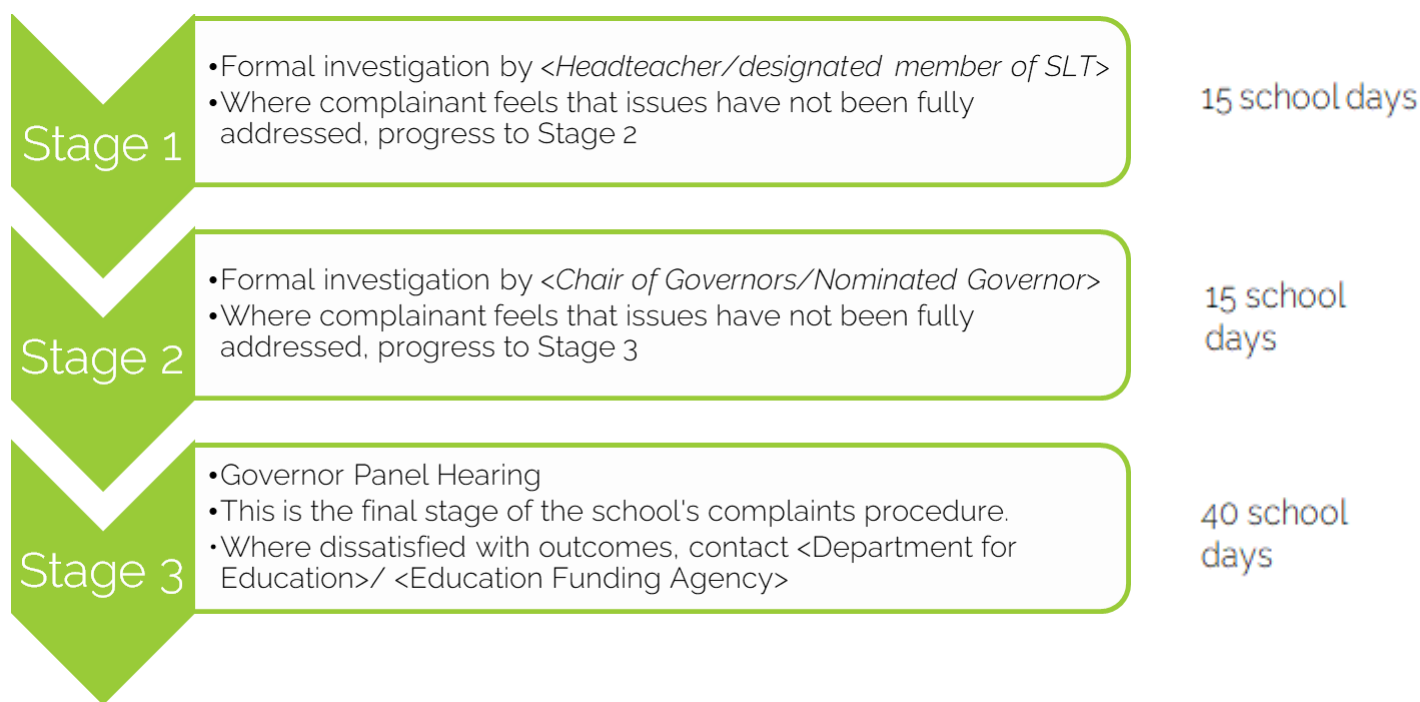 Stage 1
•Formal investigation by <Headteacher/designated member of SLT>
•Where complainant feels that issues have not been fully
addressed, progress to Stage 2
15 school days
Stage 2
•Formal investigation by <Chair of Governors/Nominated Governor>
•Where complainant feels that issues have not been fully
addressed, progress to Stage 3
15 school
days
Stage 3
•Governor Panel Hearing
•This is the final stage of the school's complaints procedure.
•Where dissatisfied with outcomes, contact <Department for
Education>/ <Education Funding Agency>
40 school
days